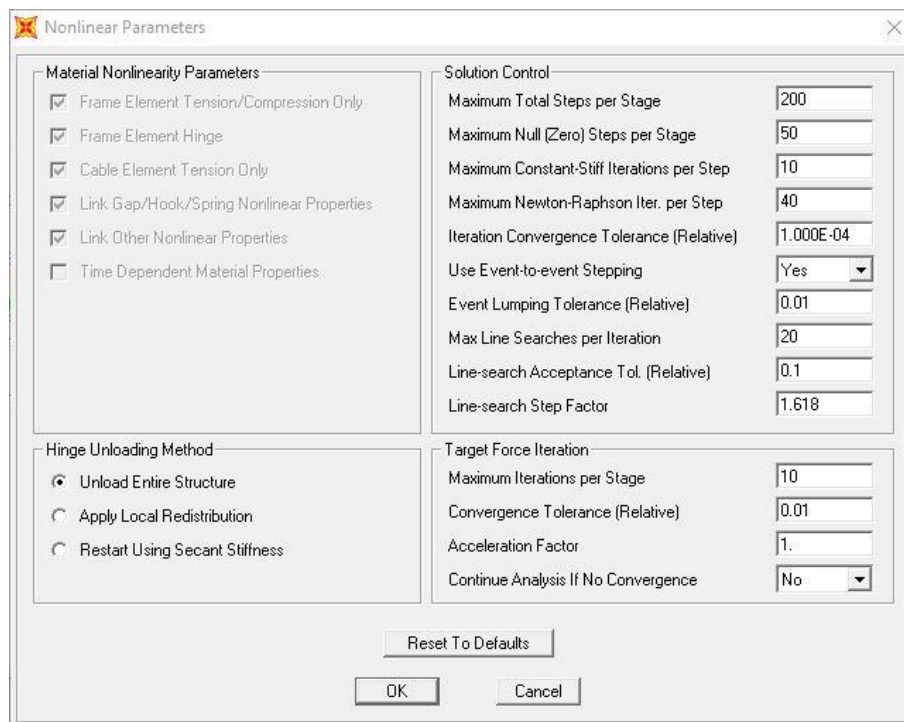 Nonlinear Parameters
Material Nonlinearity Parameters
Frame Element Tension/Compression Only
Frame Element Hinge
Cable Element Tension Only
Link Gap/Hook/Spring Nonlinear Properties
Link Other Nonlinear Properties
Time Dependent Material Properties
Solution Control
Maximum Total Steps per Stage 200
Maximum Null (Zero) Steps per Stage 50
Maximum Constant-Stiff Iterations per Step 10
Maximum Newton-Raphson Iter. per Step 40
Iteration Convergence Tolerance (Relative) 1.000E-04
Use Event-to-event Stepping Yes
Event Lumping Tolerance (Relative) 0.01
Max Line Searches per Iteration 20
Line-search Acceptance Tol. (Relative) 0.1
Line-search Step Factor 1.618
Hinge Unloading Method
Unload Entire Structure
Apply Local Redistribution
Restart Using Secant Stiffness
Target Force Iteration
Maximum Iterations per Stage 10
Convergence Tolerance (Relative) 0.01
Acceleration Factor 1.
Continue Analysis If No Convergence No
Reset To Defaults
OK Cancel